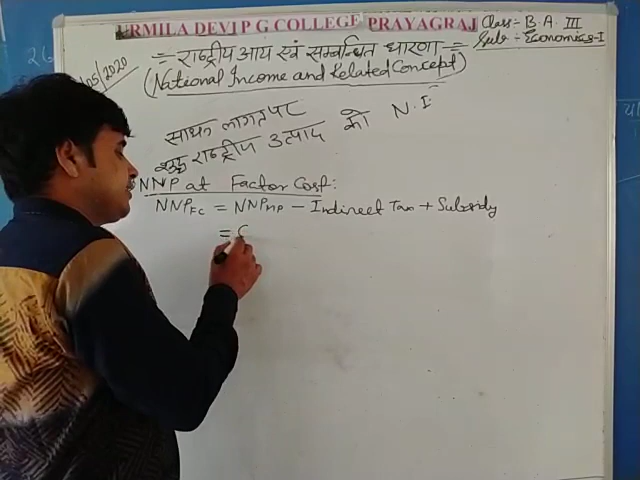 URMILA DEVI P G COLLEGE PRAYAGRAJ
Class:- B.A. III
Sub:- Economics-I
26
/05/2020
= राष्ट्रीय आय एवं सम्बन्धित धारणा =
(National Income and Related Concept)
साधन लागत पर
शुद्ध राष्ट्रीय उत्पाद को N.I
NNP at Factor Cost:
NNPFC = NNPMP - Indirect Tax + Subsidy
=